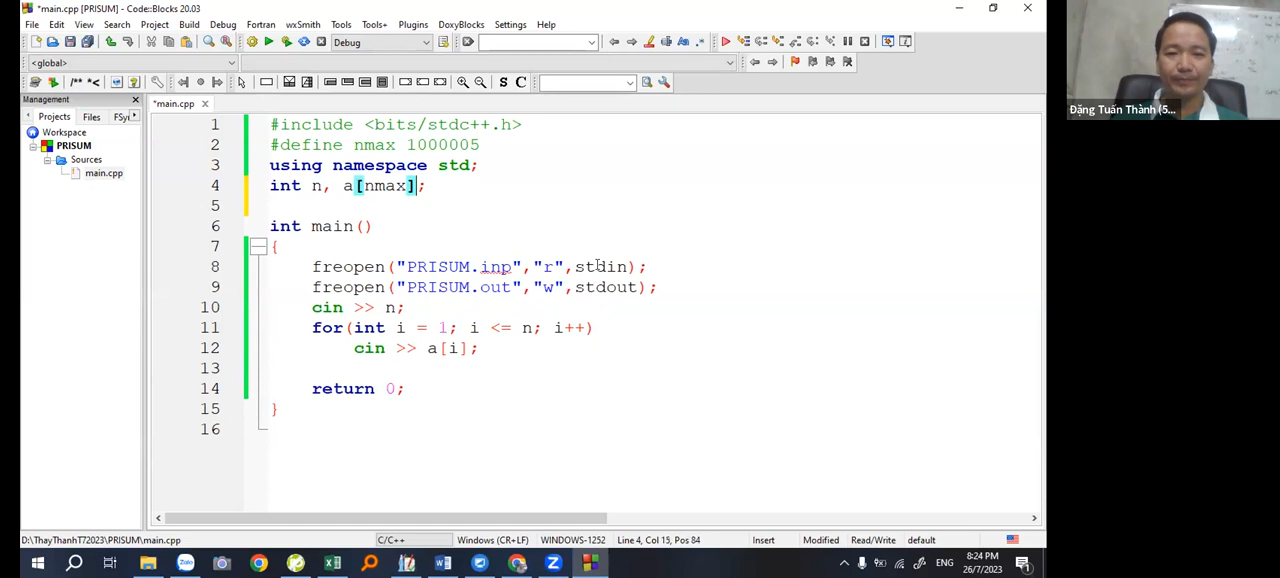 *main.cpp [PRISUM] - Code::Blocks 20.03
File Edit View Search Project Build Debug Fortran wxSmith Tools Tools+ Plugins DoxyBlocks Settings Help
Debug
<global>
S C
Management
*main.cpp
Projects Files FSy
Workspace
PRISUM
Sources
main.cpp
1 #include <bits/stdc++.h>
2 #define nmax 1000005
3 using namespace std;
4 int n, a[nmax];
5
6 int main()
7 {
8 freopen("PRISUM.inp","r",stdin);
9 freopen("PRISUM.out","w",stdout);
10 cin >> n;
11 for(int i = 1; i <= n; i++)
12 cin >> a[i];
13
14 return 0;
15 }
16
D:\ThayThanhT72023\PRISUM\main.cpp C/C++ Windows (CR+LF) WINDOWS-1252 Line 4, Col 15, Pos 84 Insert Modified Read/Write default
ENG
8:24 PM
26/7/2023
Đặng Tuấn Thành (5...